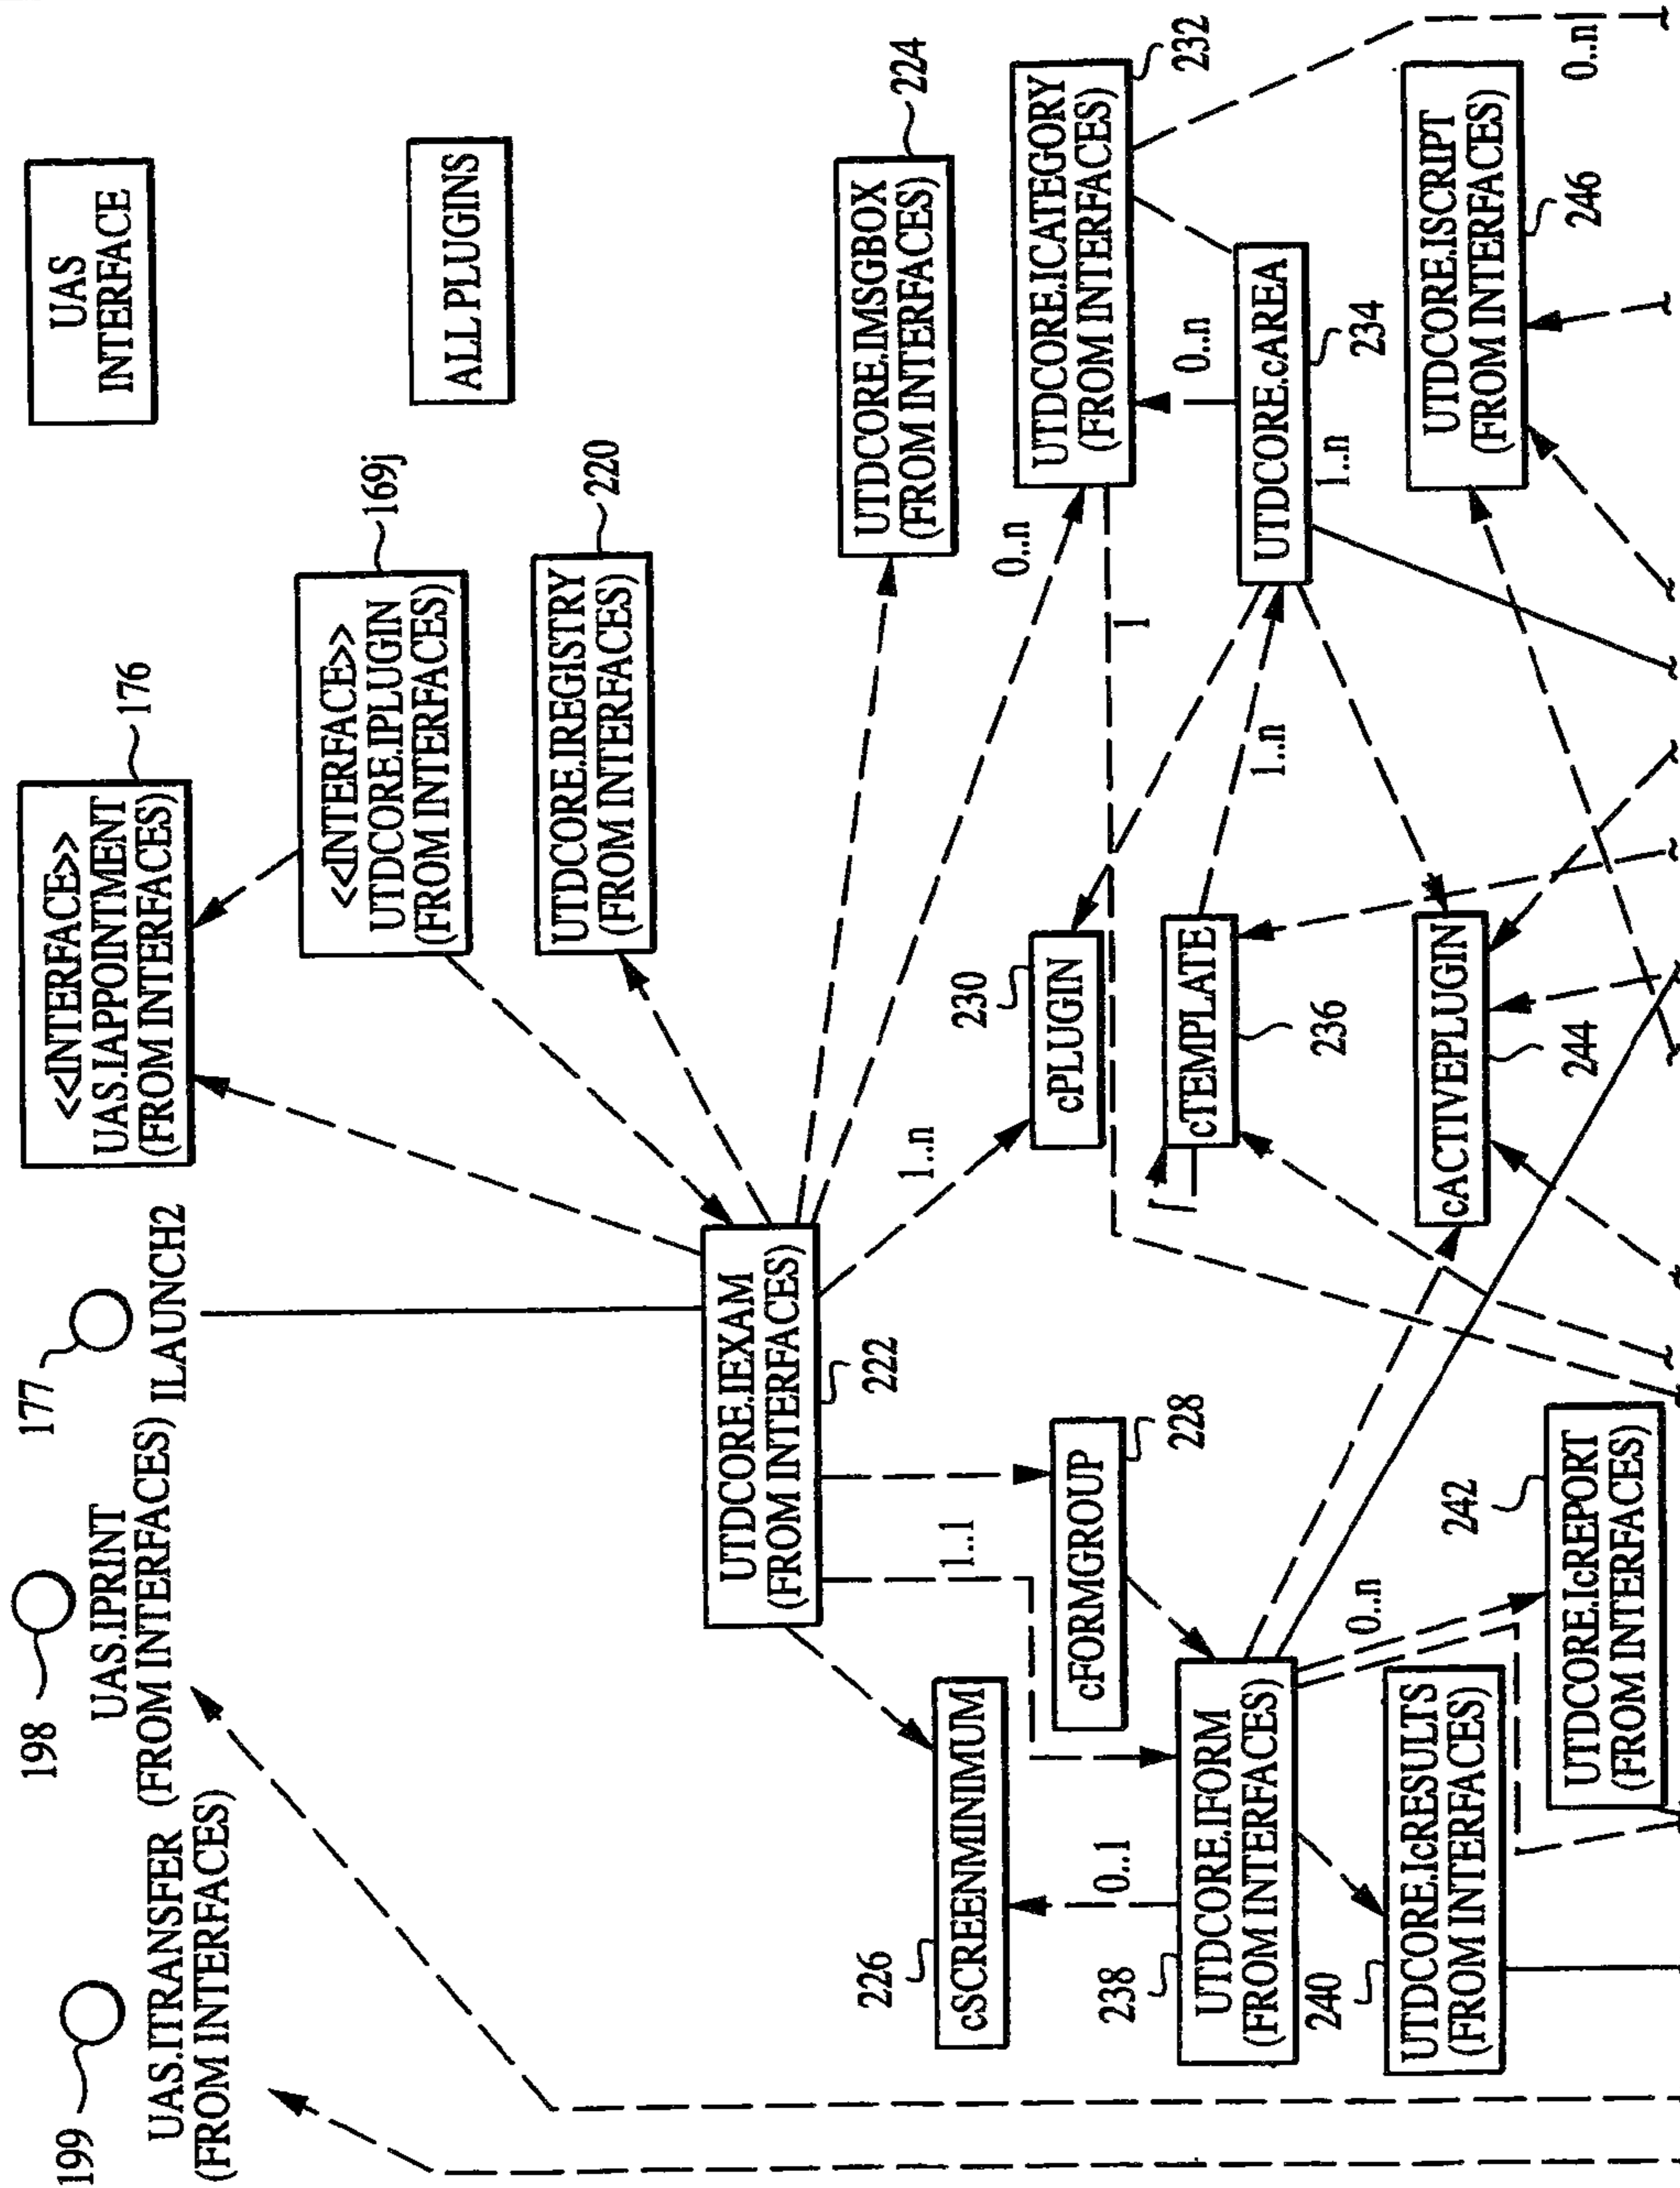 199
UAS.ITRANSFER
(FROM INTERFACES)
198
UAS.IPRINT
(FROM INTERFACES)
177
ILAUNCH2
<<INTERFACE>>
UAS.IAPPOINTMENT
(FROM INTERFACES)
176
UAS
INTERFACE
<<INTERFACE>>
UTDCORE.IPLUGIN
(FROM INTERFACES)
169j
ALL PLUGINS
UTDCORE.IREGISTRY
(FROM INTERFACES)
220
UTDCORE.IEXAM
(FROM INTERFACES)
222
UTDCORE.IMSGBOX
(FROM INTERFACES)
224
226
cSCREENMINIMUM
1..1
1..n
0..n
cFORMGROUP
228
230
cPLUGIN
UTDCORE.ICATEGORY
(FROM INTERFACES)
232
0..1
1
0..n
238
UTDCORE.IFORM
(FROM INTERFACES)
cTEMPLATE
236
1..n
UTDCORE.cAREA
234
1..n
240
UTDCORE.IcRESULTS
(FROM INTERFACES)
0..n
242
cACTIVEPLUGIN
244
UTDCORE.ISCRIPT
(FROM INTERFACES)
246
UTDCORE.IcREPORT
(FROM INTERFACES)
0..n